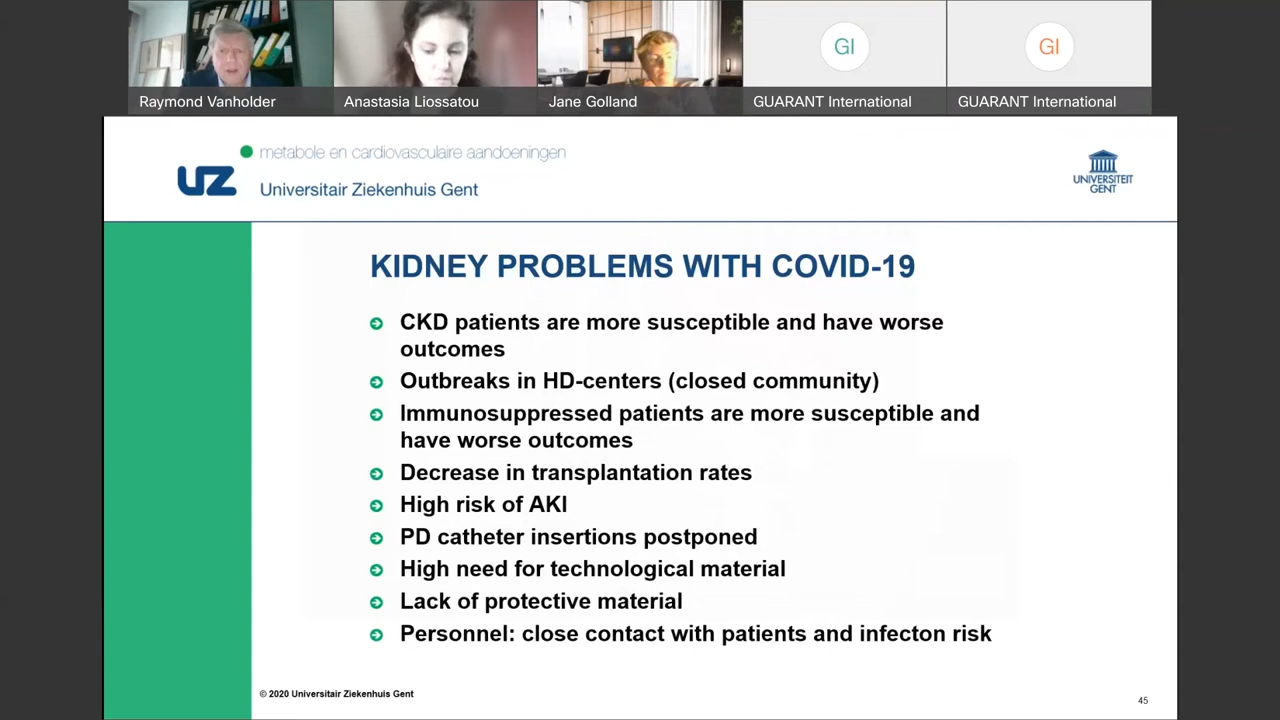 Raymond Vanholder
Anastasia Liossatou
Jane Golland
GI
GUARANT International
GI
GUARANT International
metabole en cardiovasculaire aandoeningen
UZ
Universitair Ziekenhuis Gent
UNIVERSITEIT
GENT
KIDNEY PROBLEMS WITH COVID-19
CKD patients are more susceptible and have worse
outcomes
Outbreaks in HD-centers (closed community)
Immunosuppressed patients are more susceptible and
have worse outcomes
Decrease in transplantation rates
High risk of AKI
PD catheter insertions postponed
High need for technological material
Lack of protective material
Personnel: close contact with patients and infecton risk
© 2020 Universitair Ziekenhuis Gent
45